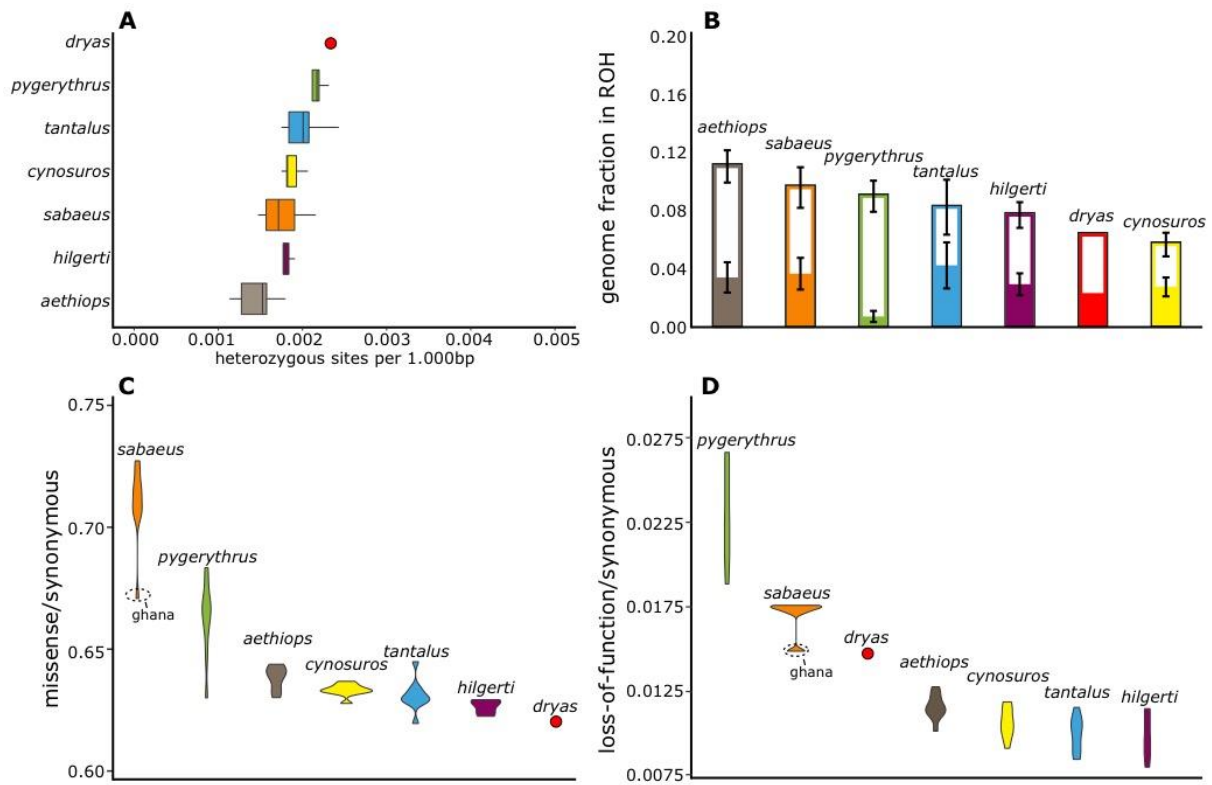 A
dryas
pygerythrus
tantalus
cynosuros
sabaeus
hilgerti
aethiops
0.000 0.001 0.002 0.003 0.004 0.005
heterozygous sites per 1.000bp
B
genome fraction in ROH
0.20
0.16
0.12
0.08
0.04
0.00
aethiops
sabaeus
pygerythrus
tantalus
hilgerti
dryas
cynosuros
C
missense/synonymous
0.75
0.70
0.65
0.60
sabaeus
ghana
pygerythrus
aethiops
cynosuros
tantalus
hilgerti
dryas
D
loss-of-function/synonymous
0.0275
0.0225
0.0175
0.0125
0.0075
pygerythrus
sabaeus
ghana
dryas
aethiops
cynosuros
tantalus
hilgerti